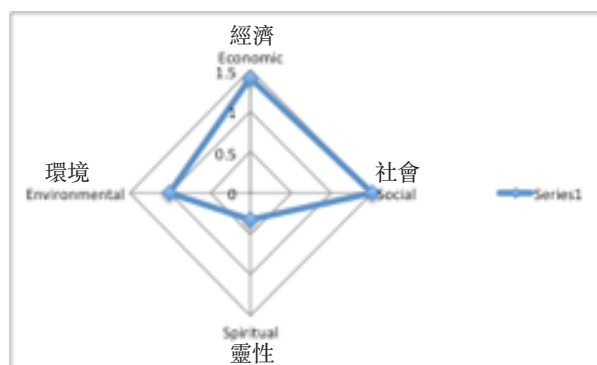 經濟
Economic
1.5
1
0.5
環境
社會
Environmental
0
Social
Series1
Spiritual
靈性